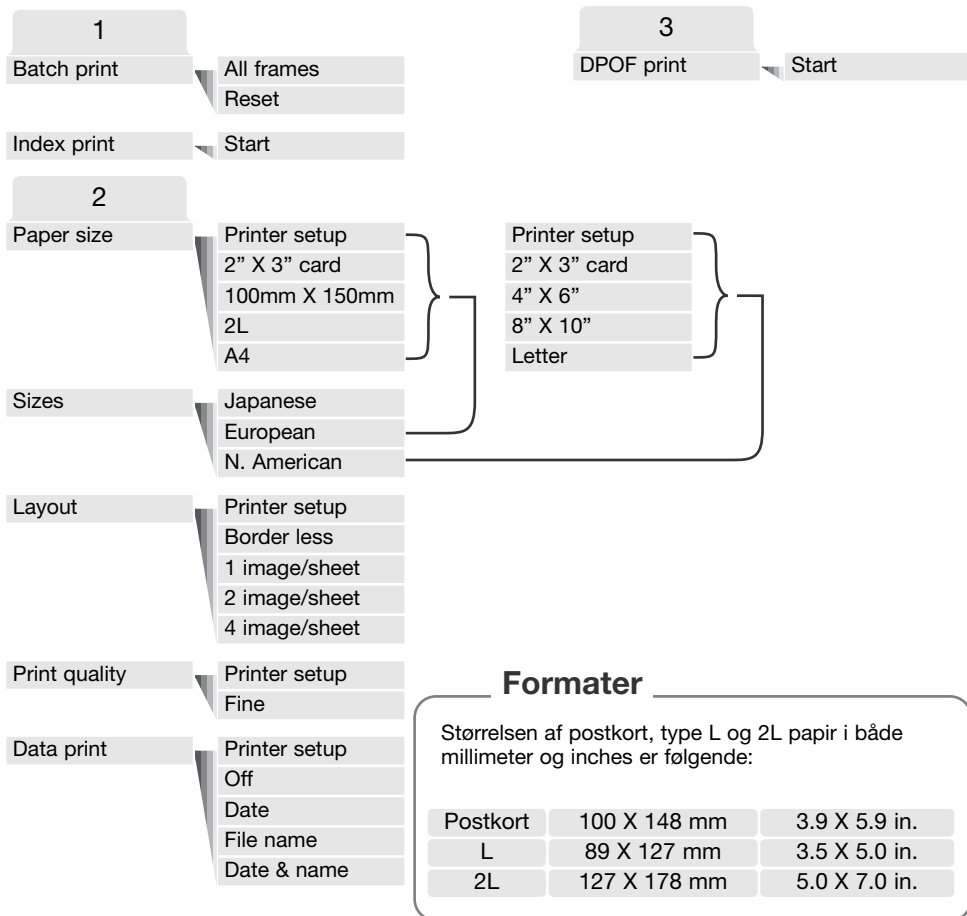 1
Batch print
All frames
Reset
Index print
Start
3
DPOF print
Start
2
Paper size
Printer setup
2” X 3” card
100mm X 150mm
2L
A4
Printer setup
2” X 3” card
4” X 6”
8” X 10”
Letter
Sizes
Japanese
European
N. American
Layout
Printer setup
Border less
1 image/sheet
2 image/sheet
4 image/sheet
Print quality
Printer setup
Fine
Data print
Printer setup
Off
Date
File name
Date & name
Formater
Størrelsen af postkort, type L og 2L papir i både
millimeter og inches er følgende:
Postkort 100 X 148 mm 3.9 X 5.9 in.
L 89 X 127 mm 3.5 X 5.0 in.
2L 127 X 178 mm 5.0 X 7.0 in.